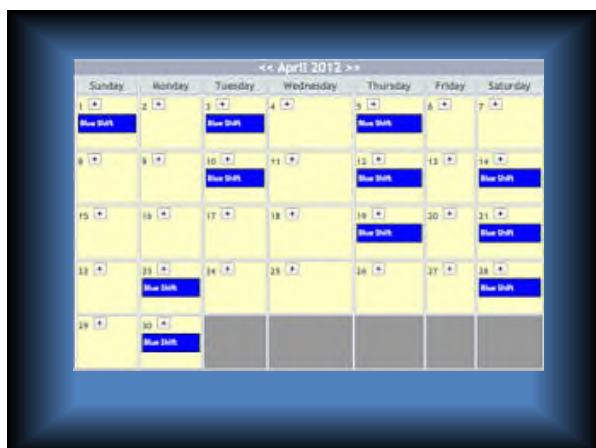 << April 2012 >>
Sunday Monday Tuesday Wednesday Thursday Friday Saturday
1 + 2 + 3 + 4 + 5 + 6 + 7 +
Blue Shift Blue Shift Blue Shift
8 + 9 + 10 + 11 + 12 + 13 + 14 +
Blue Shift Blue Shift Blue Shift
15 + 16 + 17 + 18 + 19 + 20 + 21 +
Blue Shift Blue Shift
22 + 23 + 24 + 25 + 26 + 27 + 28 +
Blue Shift Blue Shift
29 + 30 +
Blue Shift